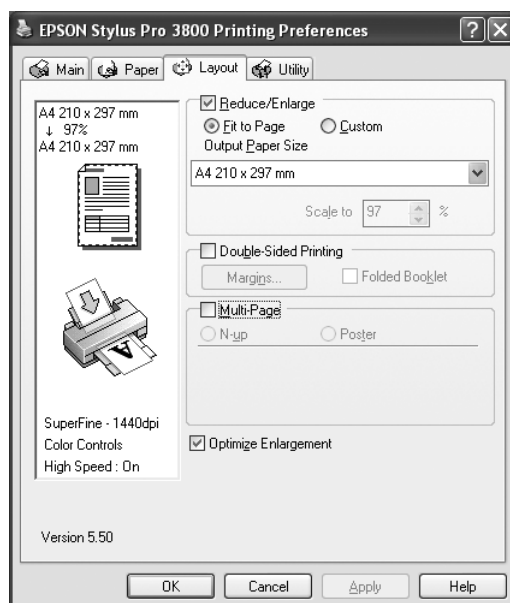 EPSON Stylus Pro 3800 Printing Preferences
Main Paper Layout Utility
A4 210 x 297 mm
↓ 97%
A4 210 x 297 mm
A
SuperFine - 1440dpi
Color Controls
High Speed : On
Version 5.50
Reduce/Enlarge
Fit to Page Custom
Output Paper Size
A4 210 x 297 mm
Scale to 97 %
Double-Sided Printing
Margins... Folded Booklet
Multi-Page
N-up Poster
Optimize Enlargement
OK Cancel Apply Help